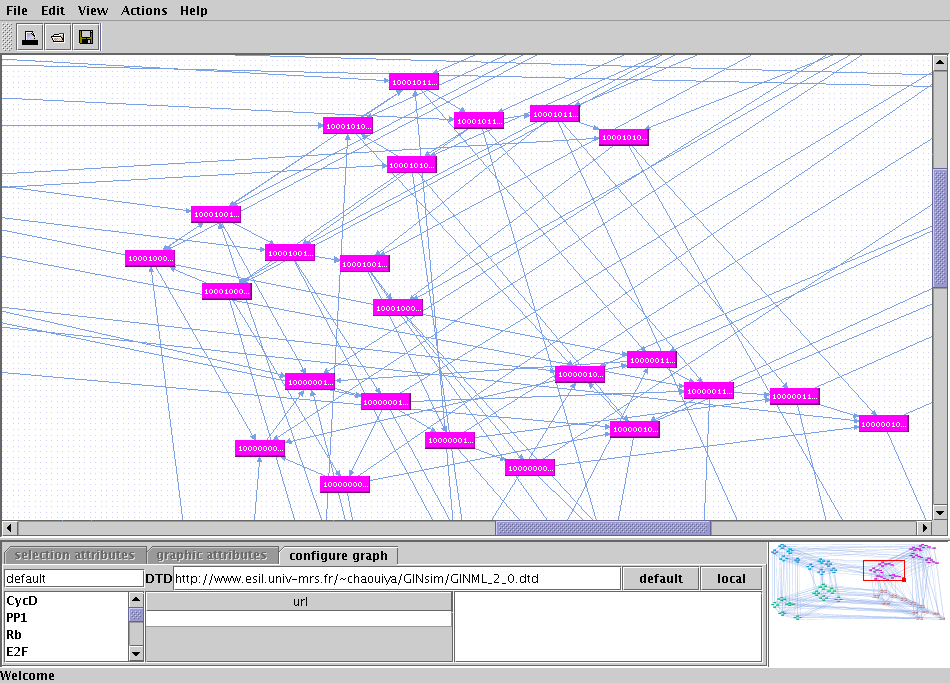 File Edit View Actions Help
10001011...
10001010... 10001011... 10001011...
10001010...
10001010...
10001001...
10001000... 10001001... 10001001...
10001000...
10001000...
10000011...
10000001... 10000010... 10000011... 10000011...
10000001...
10000010... 10000010...
10000000... 10000001...
10000000...
10000000...
selection attributes graphic attributes configure graph
default DTD http://www.esil.univ-mrs.fr/~chaouiya/GINsim/GINML_2_0.dtd default local
CycD url
PP1
Rb
E2F
Welcome